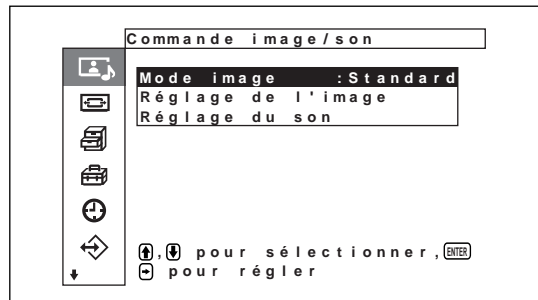 Commande image/son
Mode image :Standard
Réglage de l'image
Réglage du son
, pour sélectionner, ENTER
pour régler